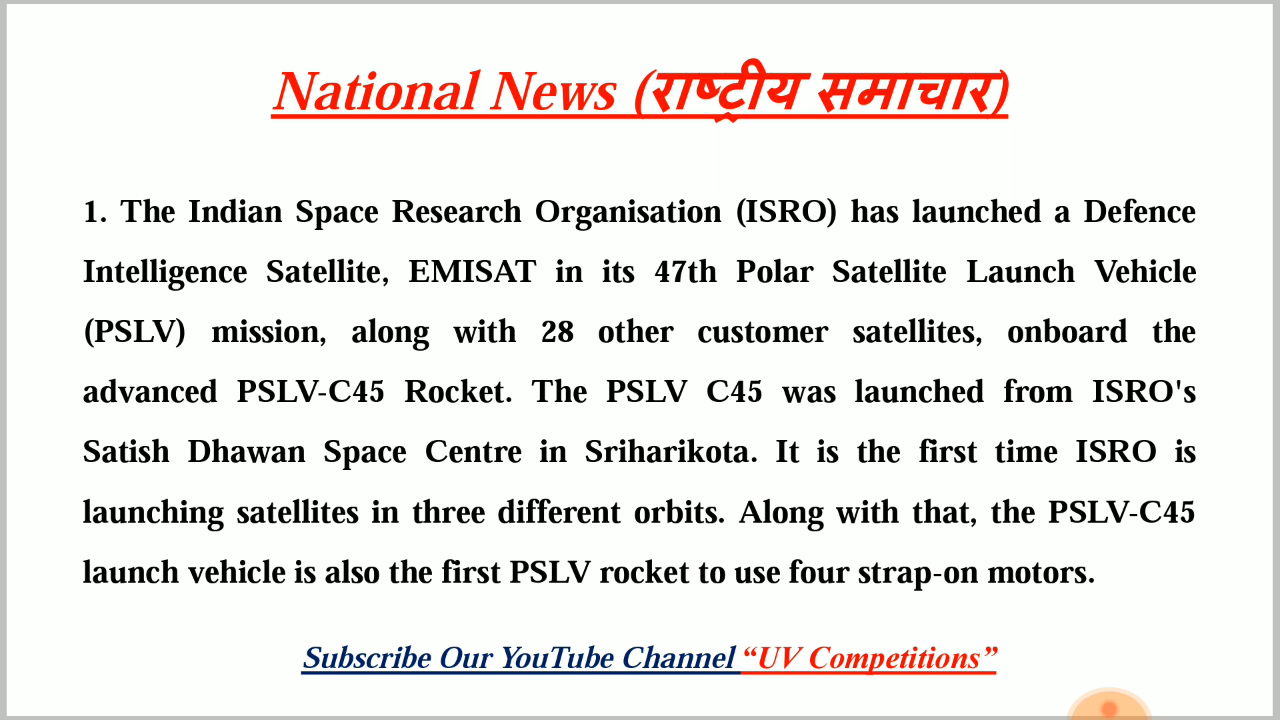 National News (राष्ट्रीय समाचार)
1. The Indian Space Research Organisation (ISRO) has launched a Defence
Intelligence Satellite, EMISAT in its 47th Polar Satellite Launch Vehicle
(PSLV) mission, along with 28 other customer satellites, onboard the
advanced PSLV-C45 Rocket. The PSLV C45 was launched from ISRO's
Satish Dhawan Space Centre in Sriharikota. It is the first time ISRO is
launching satellites in three different orbits. Along with that, the PSLV-C45
launch vehicle is also the first PSLV rocket to use four strap-on motors.
Subscribe Our YouTube Channel “UV Competitions”